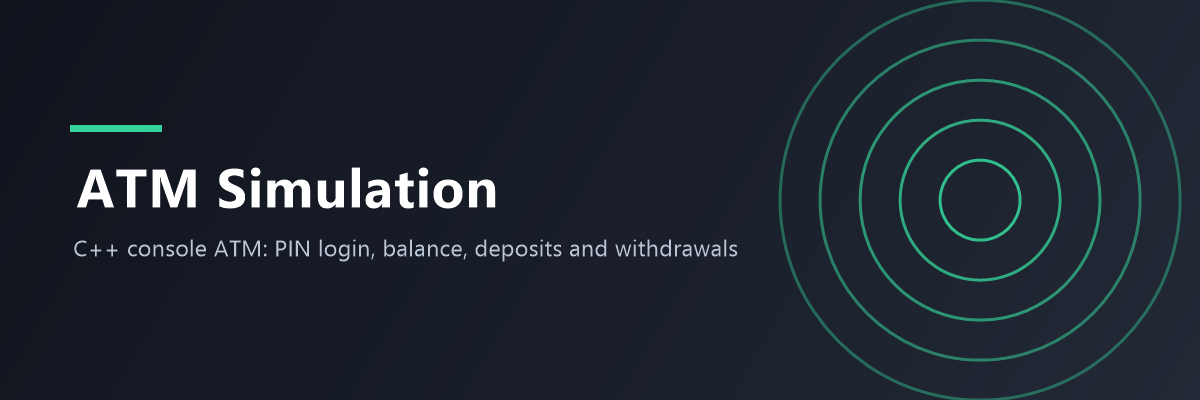 ATM Simulation
C++ console ATM: PIN login, balance, deposits and withdrawals